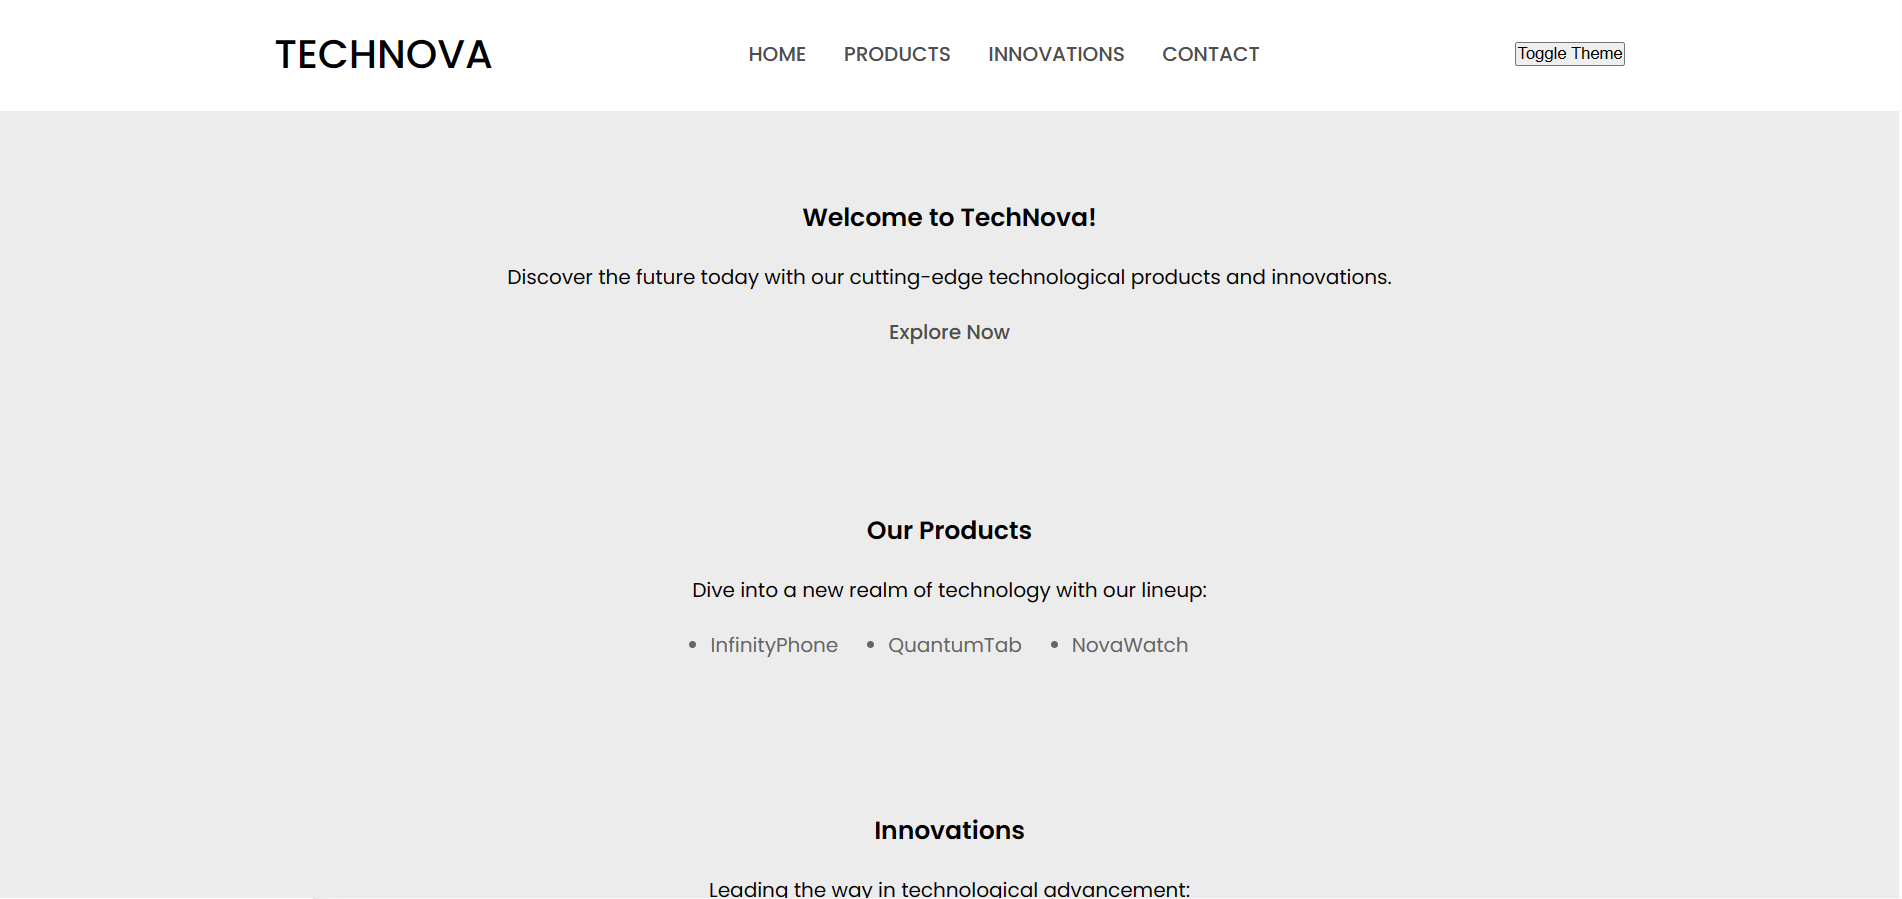 TECHNOVA HOME PRODUCTS INNOVATIONS CONTACT Toggle Theme
Welcome to TechNova!
Discover the future today with our cutting-edge technological products and innovations.
Explore Now
Our Products
Dive into a new realm of technology with our lineup:
• InfinityPhone • QuantumTab • NovaWatch
Innovations
Leading the way in technological advancement: